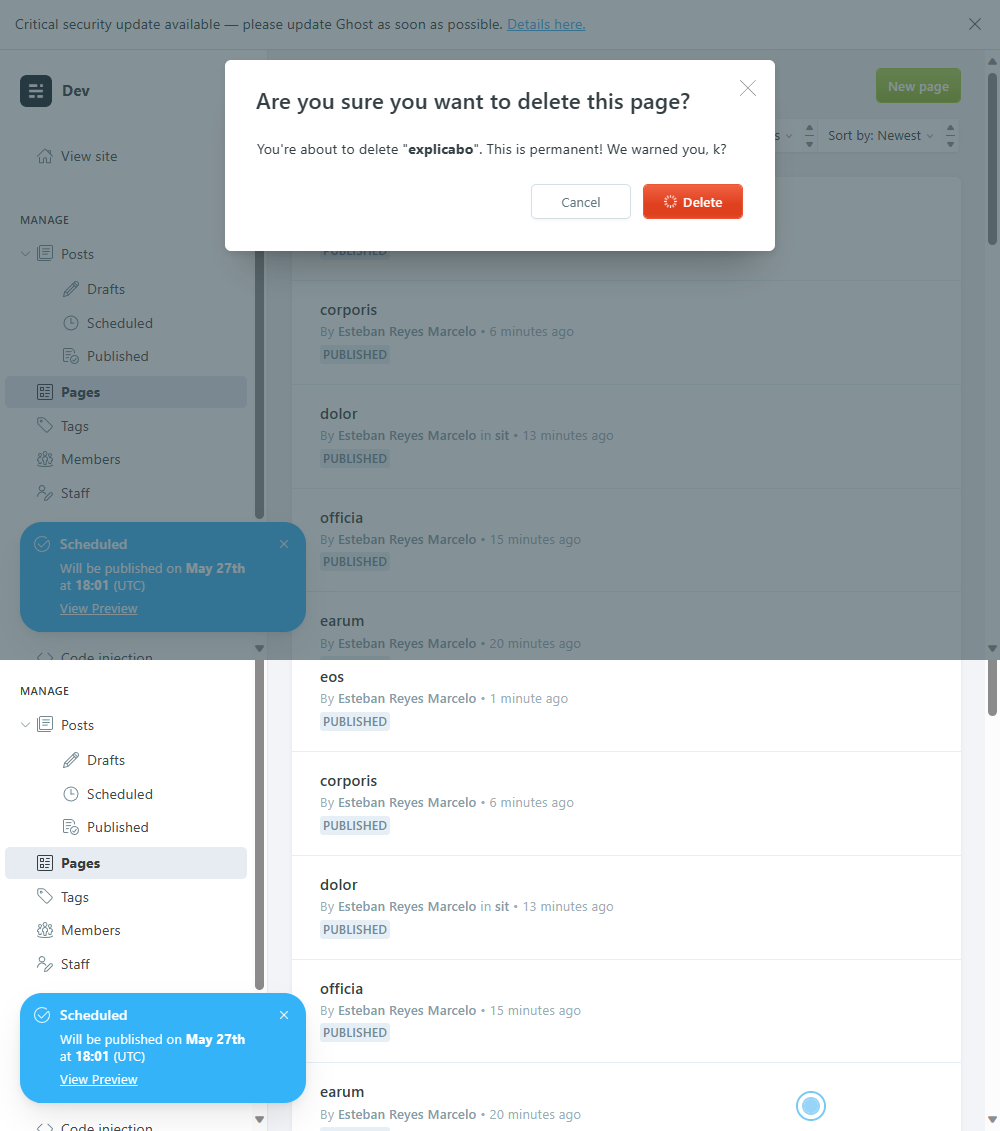 Critical security update available — please update Ghost as soon as possible. Details here.
Dev
View site
MANAGE
Posts
Drafts
Scheduled
Published
Pages
Tags
Members
Staff
Scheduled
Will be published on May 27th
at 18:01 (UTC)
View Preview
Code injection
Are you sure you want to delete this page?
You're about to delete "explicabo". This is permanent! We warned you, k?
Cancel
Delete
New page
Sort by: Newest
PUBLISHED
corporis
By Esteban Reyes Marcelo • 6 minutes ago
PUBLISHED
dolor
By Esteban Reyes Marcelo in sit • 13 minutes ago
PUBLISHED
officia
By Esteban Reyes Marcelo • 15 minutes ago
PUBLISHED
earum
By Esteban Reyes Marcelo • 20 minutes ago
MANAGE
Posts
Drafts
Scheduled
Published
Pages
Tags
Members
Staff
Scheduled
Will be published on May 27th
at 18:01 (UTC)
View Preview
Code injection
eos
By Esteban Reyes Marcelo • 1 minute ago
PUBLISHED
corporis
By Esteban Reyes Marcelo • 6 minutes ago
PUBLISHED
dolor
By Esteban Reyes Marcelo in sit • 13 minutes ago
PUBLISHED
officia
By Esteban Reyes Marcelo • 15 minutes ago
PUBLISHED
earum
By Esteban Reyes Marcelo • 20 minutes ago